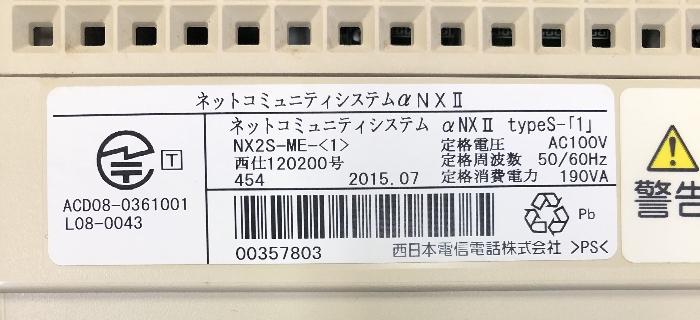 ネットコミュニティシステムαNXⅡ
ネットコミュニティシステム αNXⅡ typeS-「1」
NX2S-ME-<1> 定格電圧 AC100V
西仕120200号 定格周波数 50/60Hz
454 2015.07 定格消費電力 190VA
T
ACD08-0361001
L08-0043
00357803
Pb
西日本電信電話株式会社 >PS<
警告